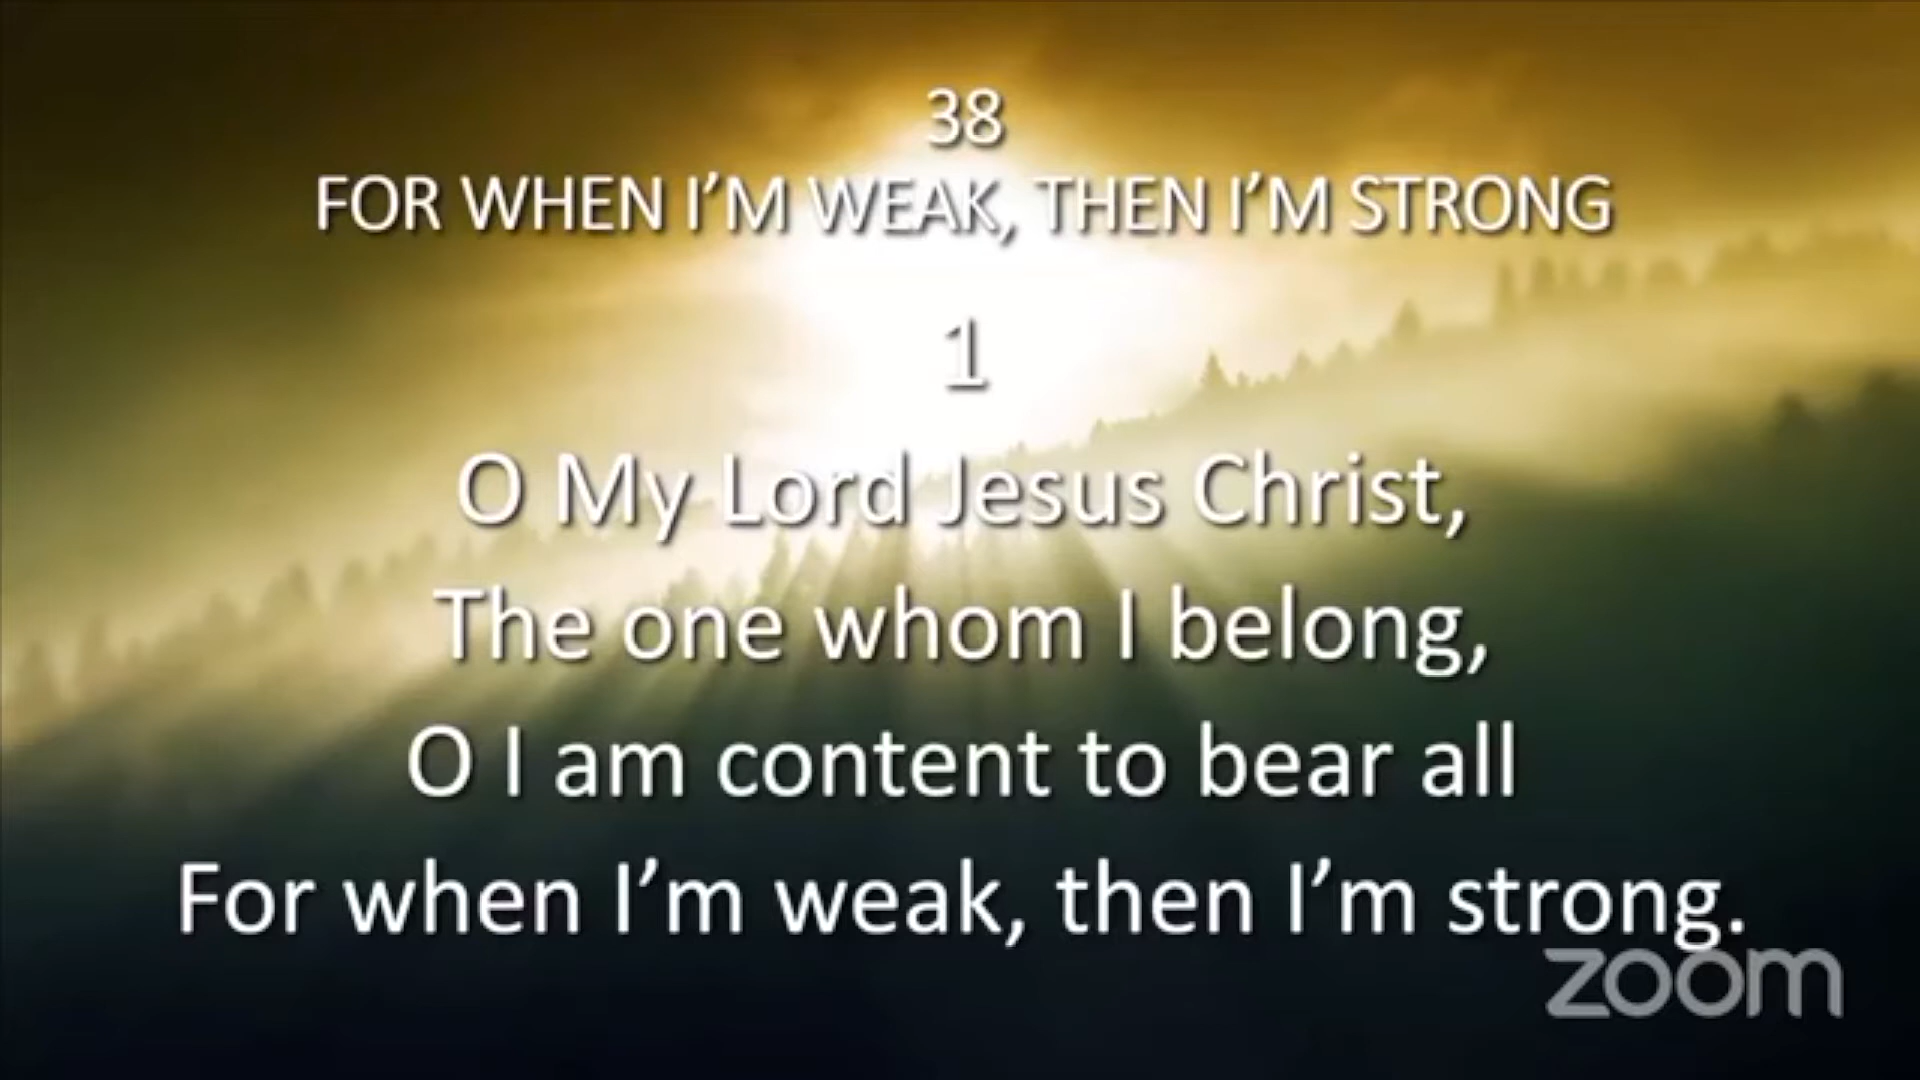 38
FOR WHEN I’M WEAK, THEN I’M STRONG
1
O My Lord Jesus Christ,
The one whom I belong,
O I am content to bear all
For when I’m weak, then I’m strong.
zoom